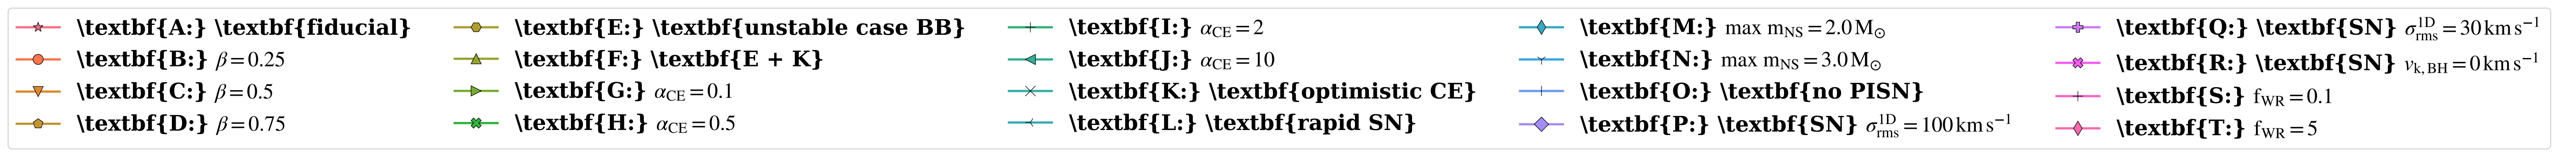 \textbf{A:} \textbf{fiducial}
\textbf{B:} β = 0.25
\textbf{C:} β = 0.5
\textbf{D:} β = 0.75
\textbf{E:} \textbf{unstable case BB}
\textbf{F:} \textbf{E + K}
\textbf{G:} α_CE = 0.1
\textbf{H:} α_CE = 0.5
\textbf{I:} α_CE = 2
\textbf{J:} α_CE = 10
\textbf{K:} \textbf{optimistic CE}
\textbf{L:} \textbf{rapid SN}
\textbf{M:} max m_NS = 2.0 M_⊙
\textbf{N:} max m_NS = 3.0 M_⊙
\textbf{O:} \textbf{no PISN}
\textbf{P:} \textbf{SN} σ_rms^1D = 100 km s^−1
\textbf{Q:} \textbf{SN} σ_rms^1D = 30 km s^−1
\textbf{R:} \textbf{SN} v_k, BH = 0 km s^−1
\textbf{S:} f_WR = 0.1
\textbf{T:} f_WR = 5